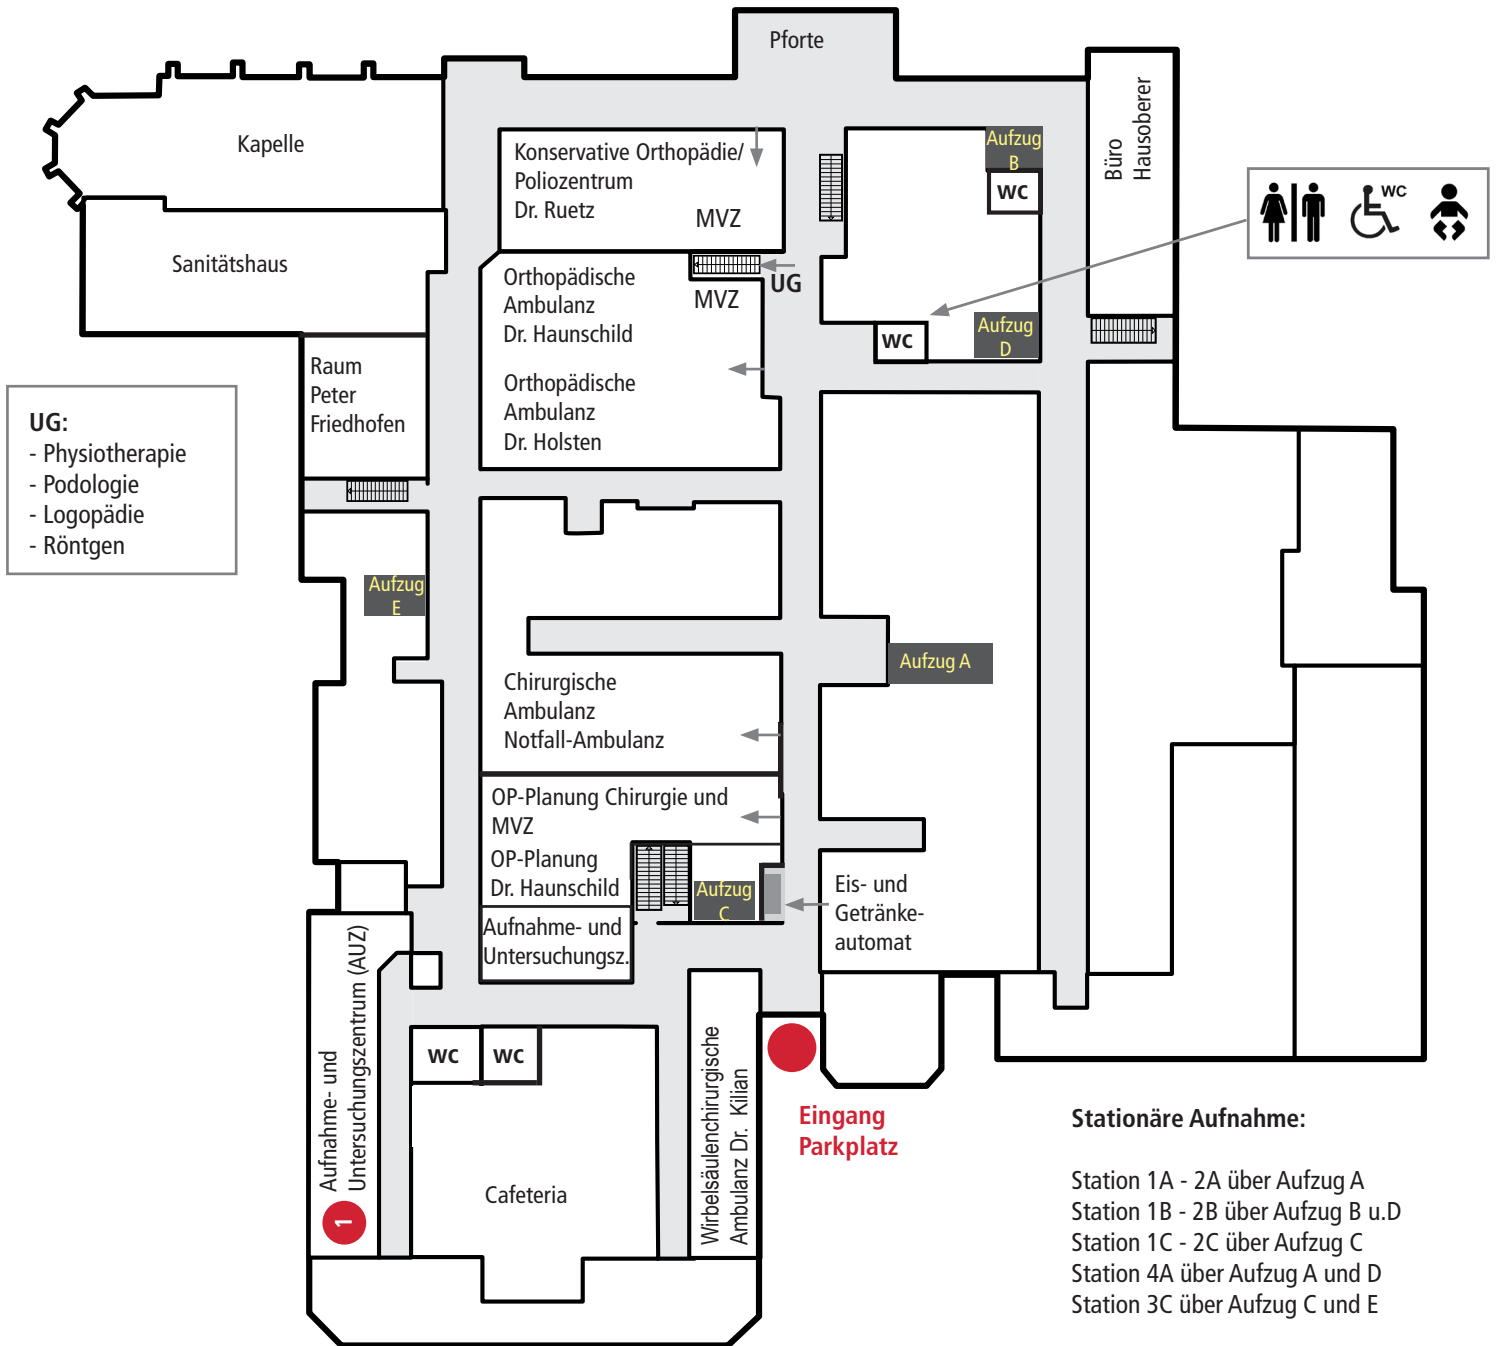 Pforte
Kapelle
Konservative Orthopädie/
Poliozentrum
Dr. Ruetz
MVZ
Aufzug
B
WC
Büro
Hausoberer
WC
Sanitätshaus
Orthopädische
Ambulanz
Dr. Haunschild
MVZ
UG
Aufzug
D
WC
Raum
Peter
Friedhofen
Orthopädische
Ambulanz
Dr. Holsten
UG:
- Physiotherapie
- Podologie
- Logopädie
- Röntgen
Aufzug
E
Aufzug A
Chirurgische
Ambulanz
Notfall-Ambulanz
OP-Planung Chirurgie und
MVZ
OP-Planung
Dr. Haunschild
Aufzug
C
Eis- und
Getränke-
automat
Aufnahme- und
Untersuchungsz.
Aufnahme- und
Untersuchungszentrum (AUZ)
1
WC
WC
Cafeteria
Wirbelsäulenchirurgische
Ambulanz Dr. Kilian
Eingang
Parkplatz
Stationäre Aufnahme:
Station 1A - 2A über Aufzug A
Station 1B - 2B über Aufzug B u.D
Station 1C - 2C über Aufzug C
Station 4A über Aufzug A und D
Station 3C über Aufzug C und E